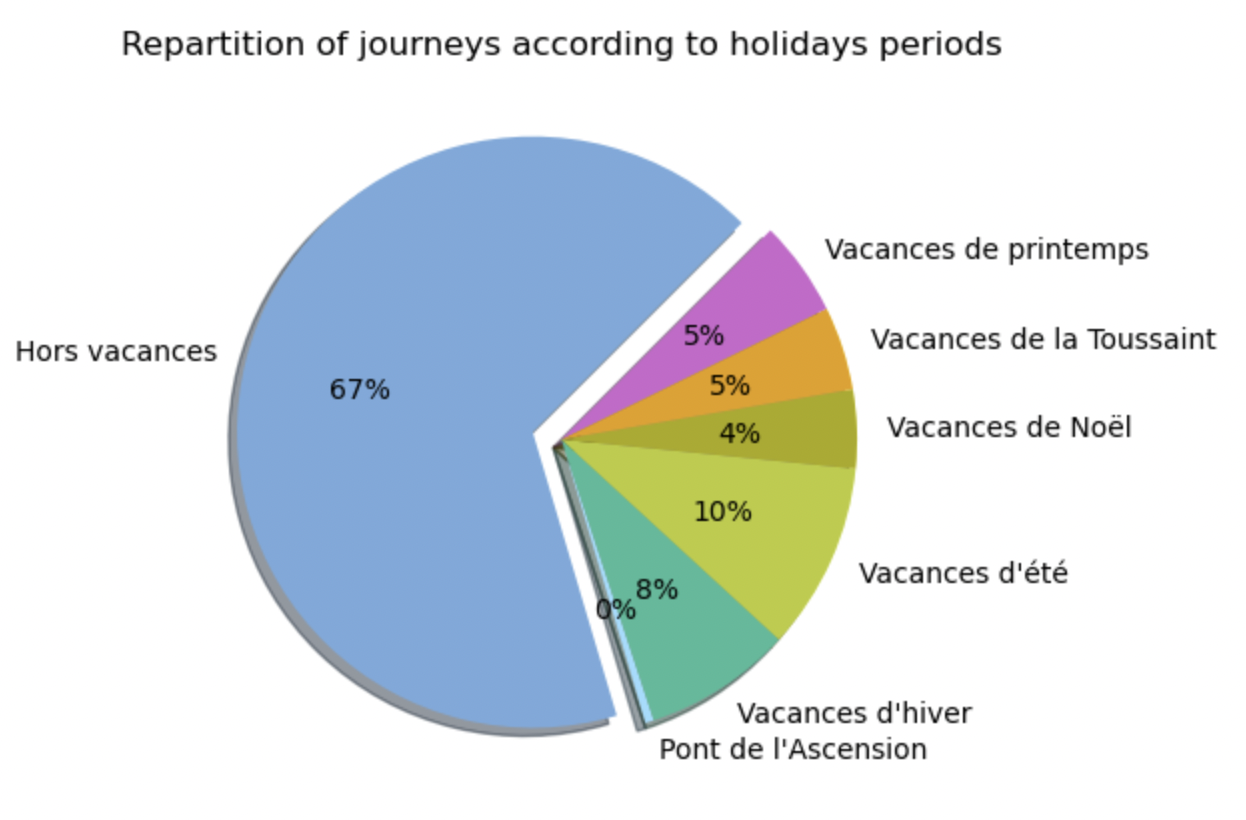 Repartition of journeys according to holidays periods
Vacances de printemps
5%
Vacances de la Toussaint
Hors vacances
67%
5%
Vacances de Noël
4%
10%
Vacances d'été
8%
0%
Vacances d'hiver
Pont de l'Ascension